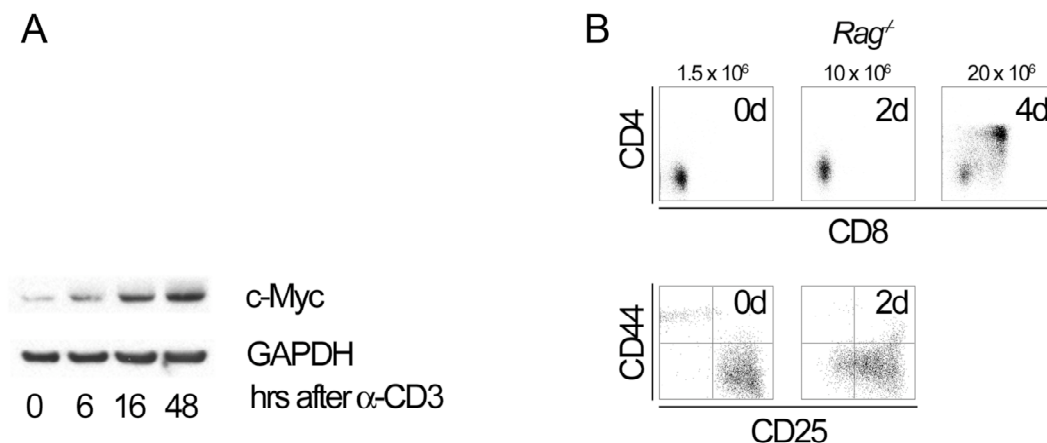 A
c-Myc
GAPDH
0 6 16 48 hrs after α-CD3
B
Rag⁻/⁻
1.5 x 10⁶ 10 x 10⁶ 20 x 10⁶
0d 2d 4d
CD4
CD8
0d 2d
CD44
CD25